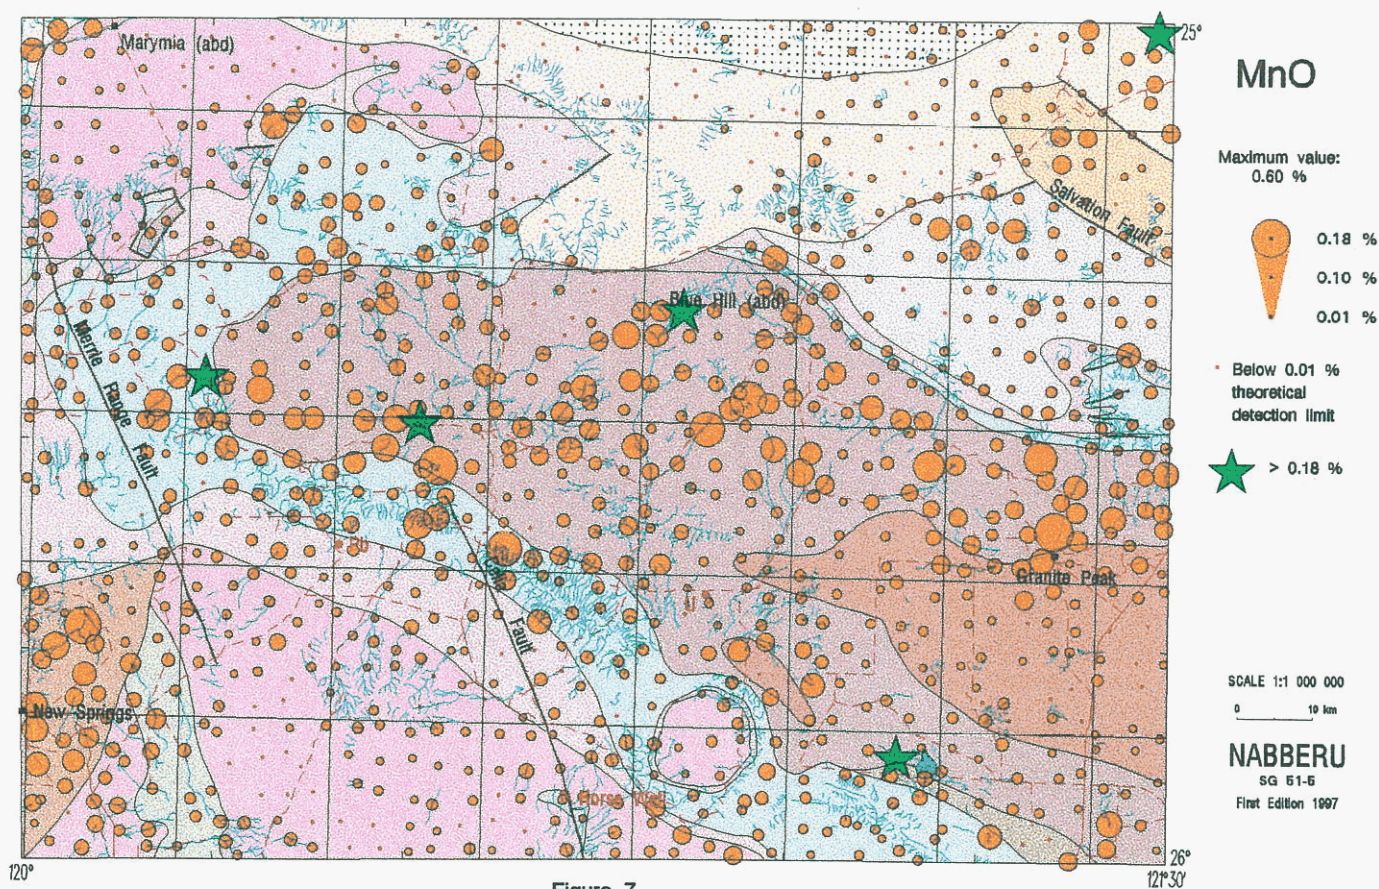 Marymia (abd)
25°
MnO
Maximum value:
0.60 %
Salvation Fault
0.18 %
0.10 %
0.01 %
Blue Hill (abd)
Merrie Range Fault
Below 0.01 %
theoretical
detection limit
> 0.18 %
Fault
Granite Peak
New Springs
SCALE 1:1 000 000
0 10 km
NABBERU
SG 51-5
First Edition 1997
26°
120°
121°30'
Figure 7